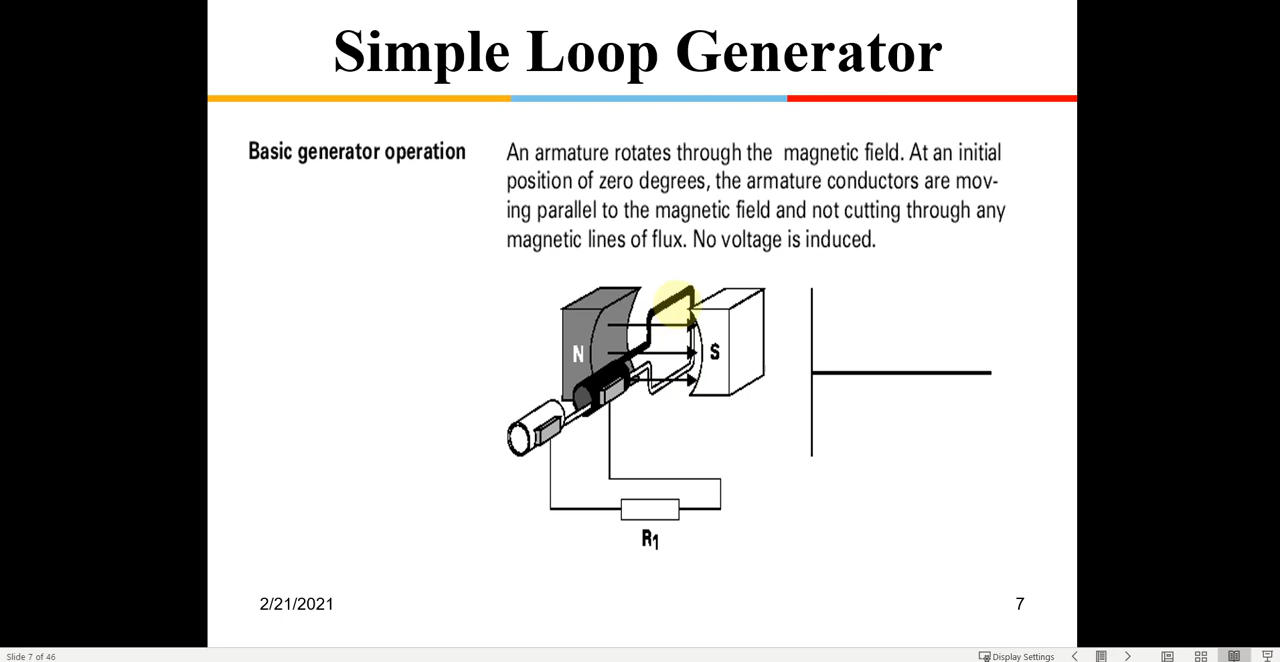 Simple Loop Generator
Basic generator operation
An armature rotates through the magnetic field. At an initial
position of zero degrees, the armature conductors are mov-
ing parallel to the magnetic field and not cutting through any
magnetic lines of flux. No voltage is induced.
N
S
R1
2/21/2021
7
Slide 7 of 46
Display Settings